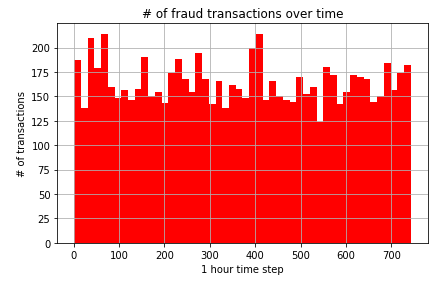 # of fraud transactions over time
# of transactions
200
175
150
125
100
75
50
25
0
0 100 200 300 400 500 600 700
1 hour time step